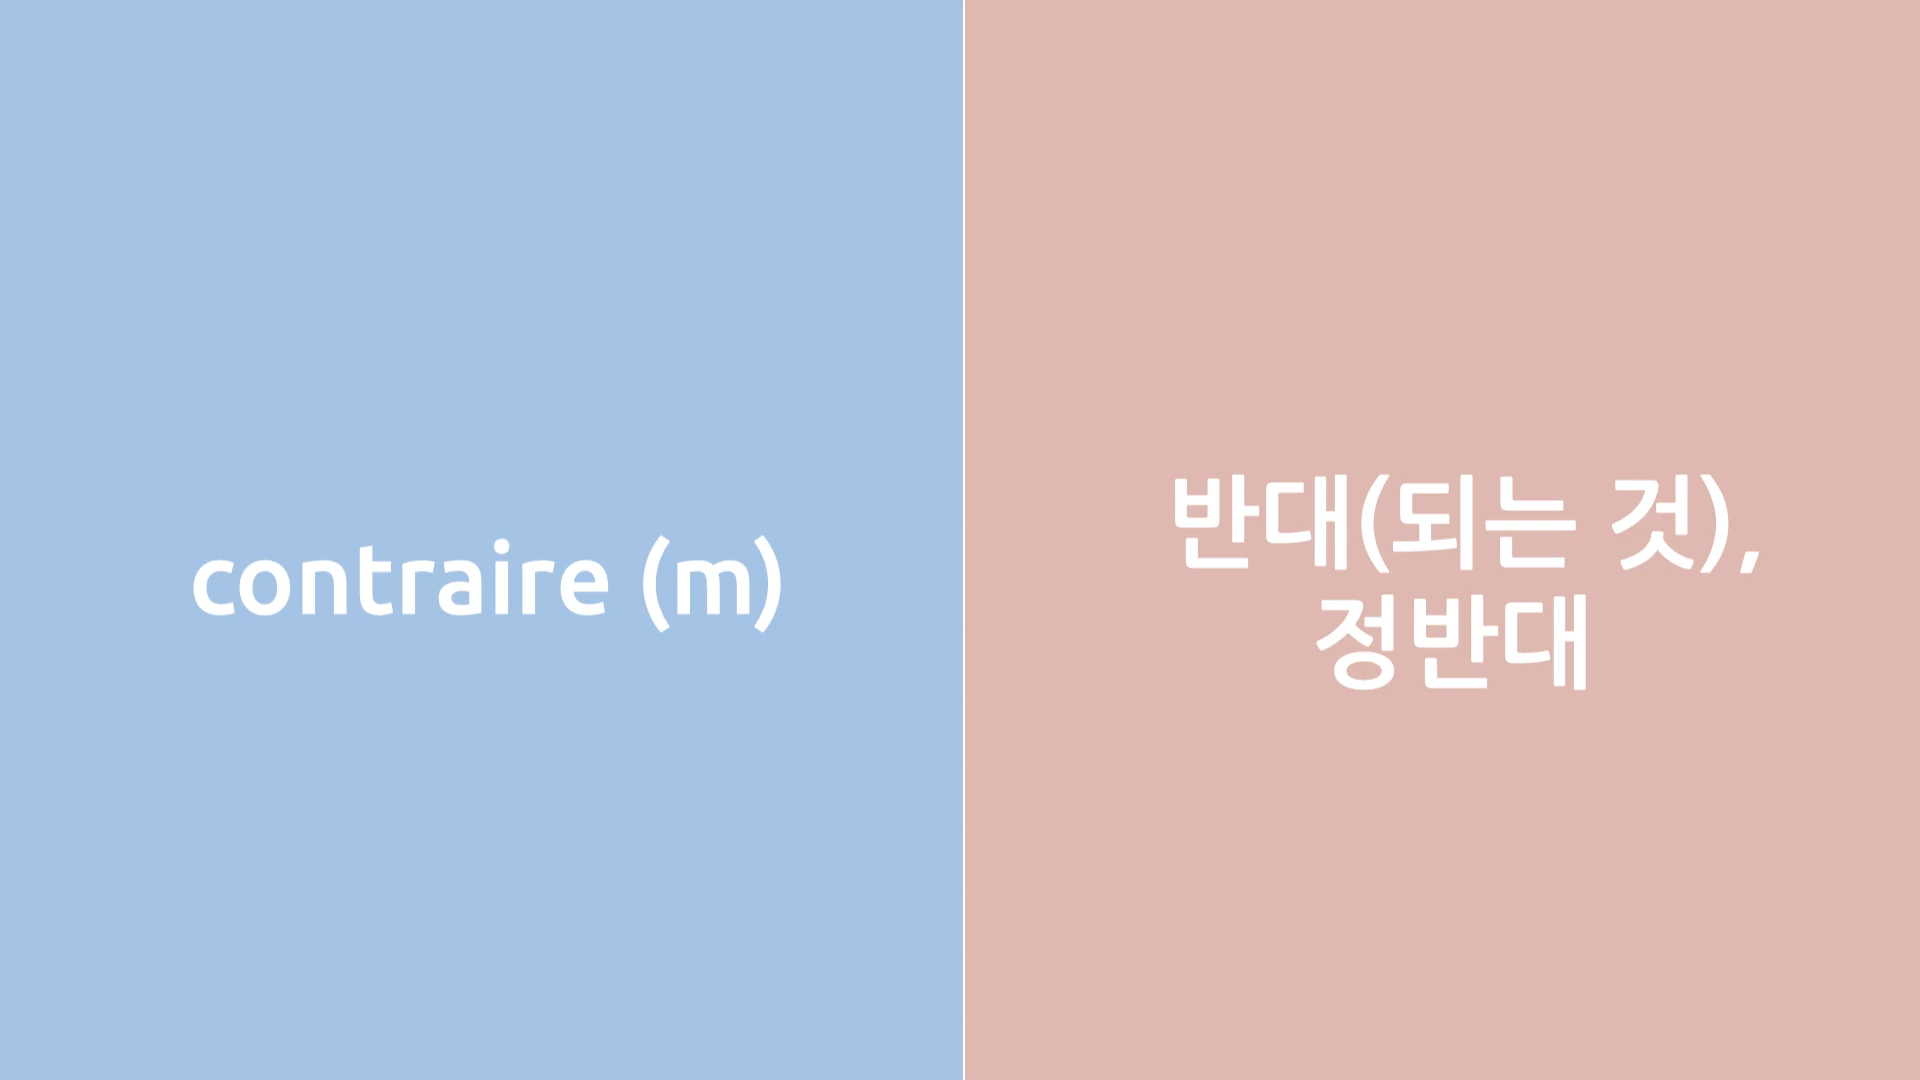 contraire (m)
반대(되는 것),
정반대